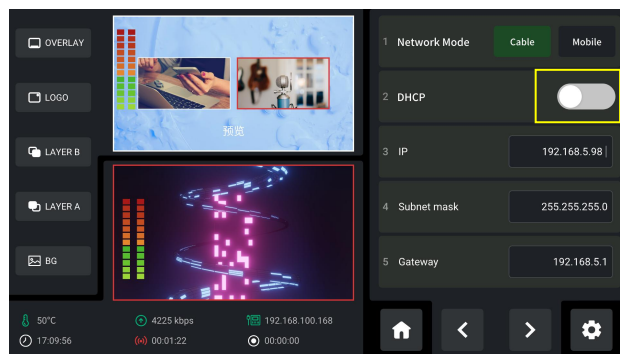 OVERLAY
LOGO
LAYER B
LAYER A
BG
预览
50°C
4225 kbps
192.168.100.168
17:09:56
00:01:22
00:00:00
1 Network Mode Cable Mobile
2 DHCP
3 IP 192.168.5.98
4 Subnet mask 255.255.255.0
5 Gateway 192.168.5.1